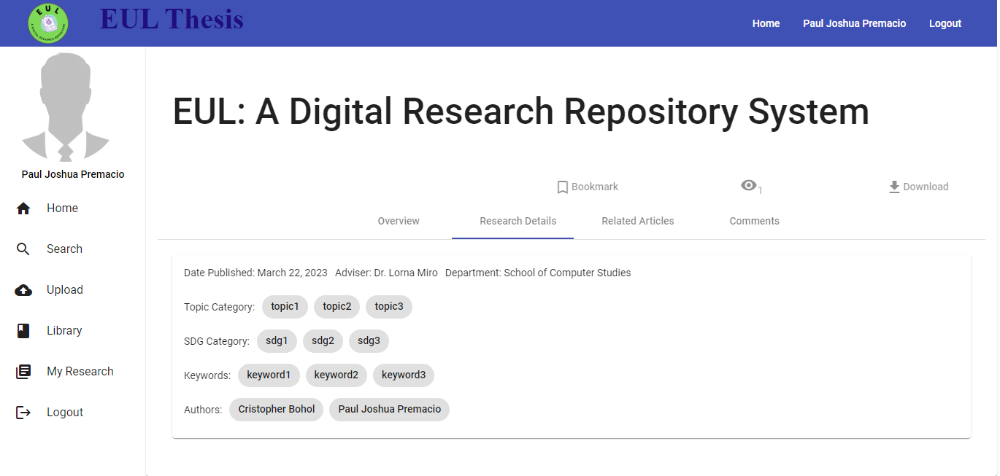 EUL
A DIGITAL RESEARCH REPOSITORY
EUL Thesis
Home Paul Joshua Premacio Logout
Paul Joshua Premacio
Home
Search
Upload
Library
My Research
Logout
EUL: A Digital Research Repository System
Bookmark 1 Download
Overview Research Details Related Articles Comments
Date Published: March 22, 2023 Adviser: Dr. Lorna Miro Department: School of Computer Studies
Topic Category: topic1 topic2 topic3
SDG Category: sdg1 sdg2 sdg3
Keywords: keyword1 keyword2 keyword3
Authors: Cristopher Bohol Paul Joshua Premacio